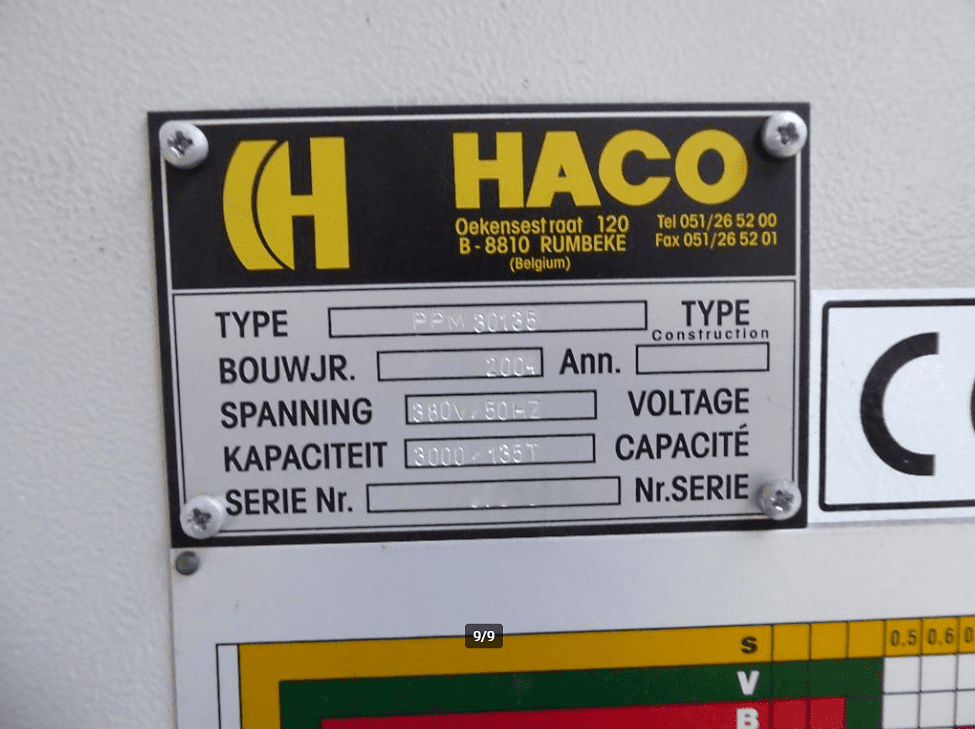 H HACO
Oekensestraat 120 Tel 051/26 52 00
B-8810 RUMBEKE Fax 051/26 52 01
(Belgium)
TYPE PPM 30135 TYPE
Construction
BOUWJR. Ann.
SPANNING 380V/50HZ VOLTAGE
KAPACITEIT 3000/135T CAPACITÉ
SERIE Nr. Nr.SERIE
9/9
S 0.5 0.6
V
B